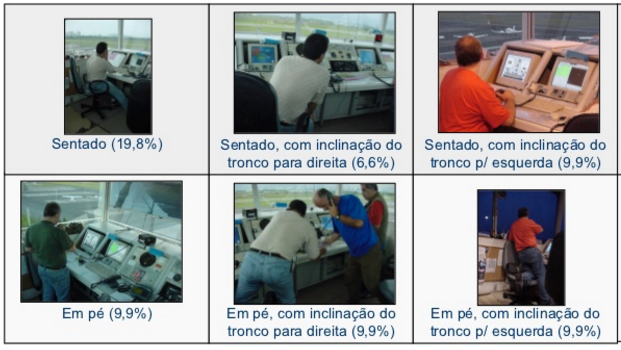 Sentado (19,8%)
Sentado, com inclinação do
tronco para direita (6,6%)
Sentado, com inclinação do
tronco p/ esquerda (9,9%)
Em pé (9,9%)
Em pé, com inclinação do
tronco para direita (9,9%)
Em pé, com inclinação do
tronco p/ esquerda (9,9%)